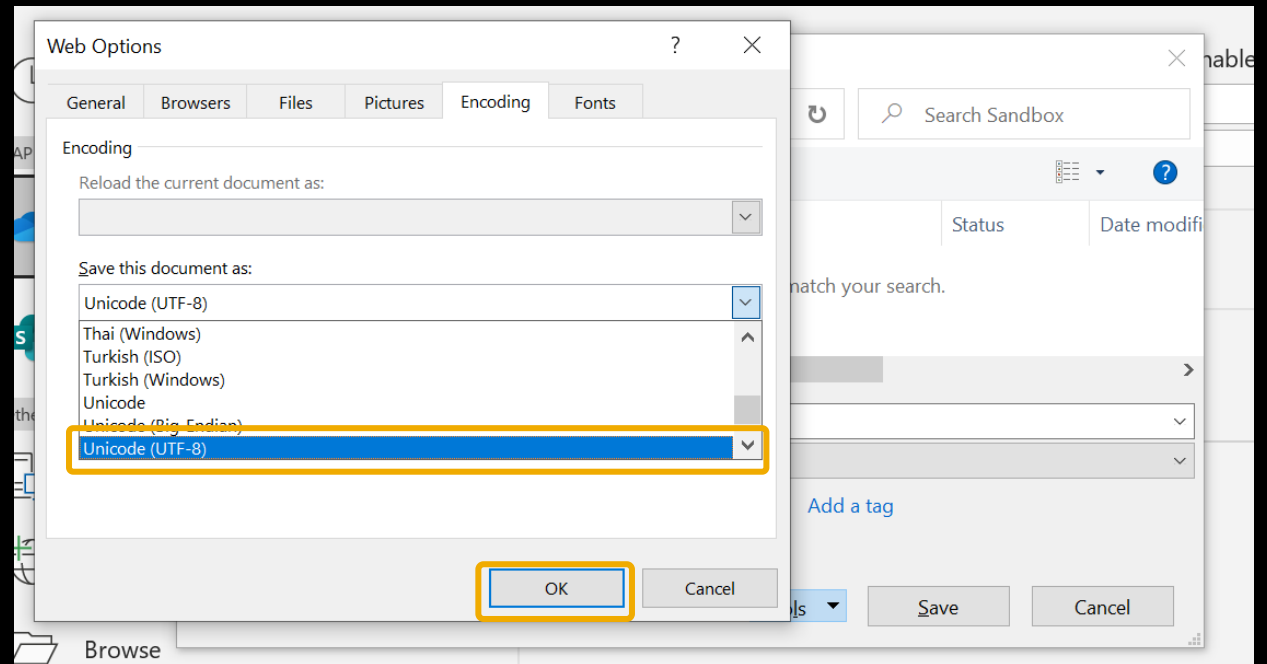 Web Options
?
General Browsers Files Pictures Encoding Fonts
Encoding
Reload the current document as:
Save this document as:
Unicode (UTF-8)
Thai (Windows)
Turkish (ISO)
Turkish (Windows)
Unicode
Unicode (Big-Endian)
Unicode (UTF-8)
OK Cancel
Search Sandbox
?
Status Date modifi
match your search.
Add a tag
Save Cancel
Browse